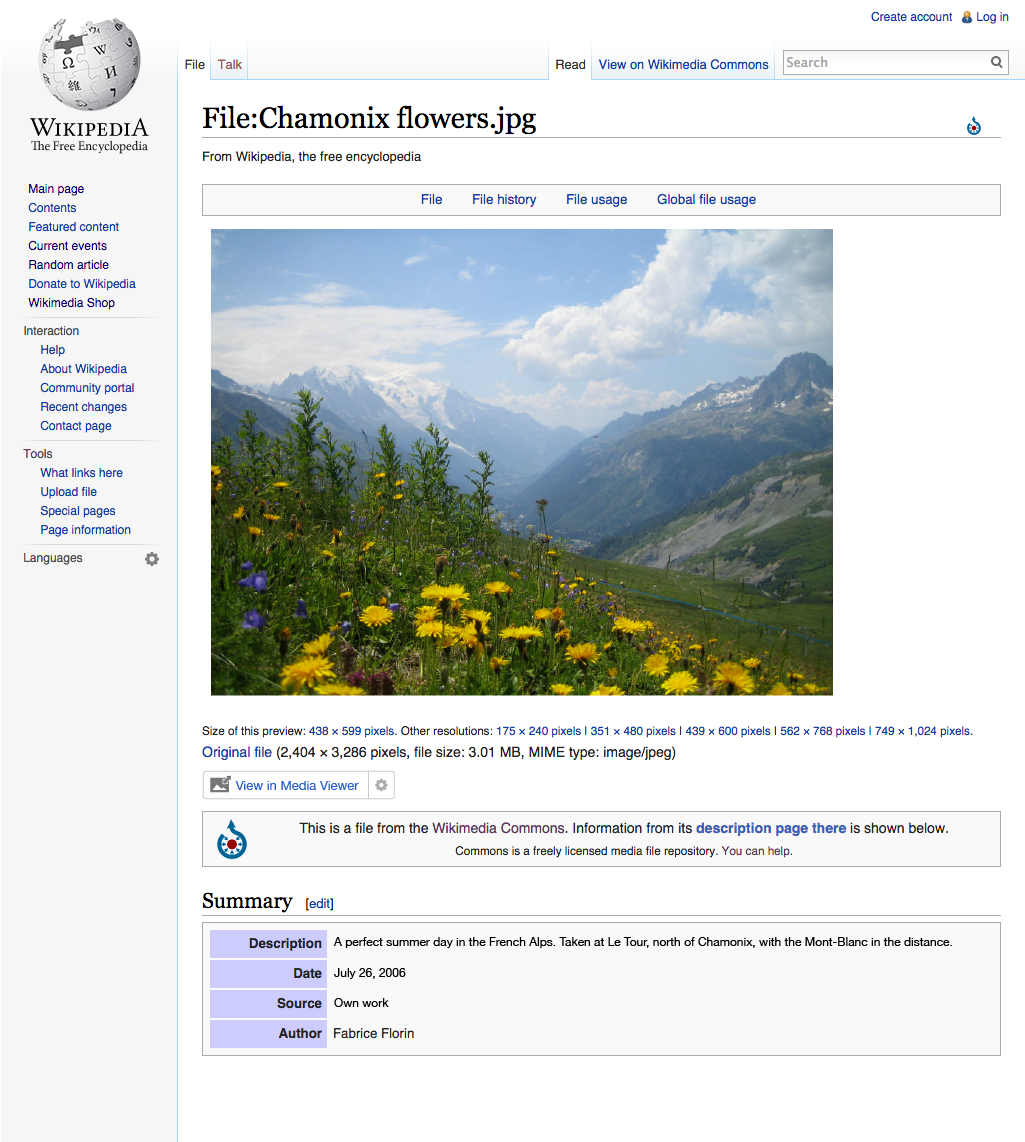 Create account Log in
File Talk Read View on Wikimedia Commons Search
WIKIPEDIA
The Free Encyclopedia
Main page
Contents
Featured content
Current events
Random article
Donate to Wikipedia
Wikimedia Shop
Interaction
Help
About Wikipedia
Community portal
Recent changes
Contact page
Tools
What links here
Upload file
Special pages
Page information
Languages
File:Chamonix flowers.jpg
From Wikipedia, the free encyclopedia
File File history File usage Global file usage
Size of this preview: 438 × 599 pixels. Other resolutions: 175 × 240 pixels | 351 × 480 pixels | 439 × 600 pixels | 562 × 768 pixels | 749 × 1,024 pixels.
Original file (2,404 × 3,286 pixels, file size: 3.01 MB, MIME type: image/jpeg)
View in Media Viewer
This is a file from the Wikimedia Commons. Information from its description page there is shown below.
Commons is a freely licensed media file repository. You can help.
Summary [edit]
Description A perfect summer day in the French Alps. Taken at Le Tour, north of Chamonix, with the Mont-Blanc in the distance.
Date July 26, 2006
Source Own work
Author Fabrice Florin